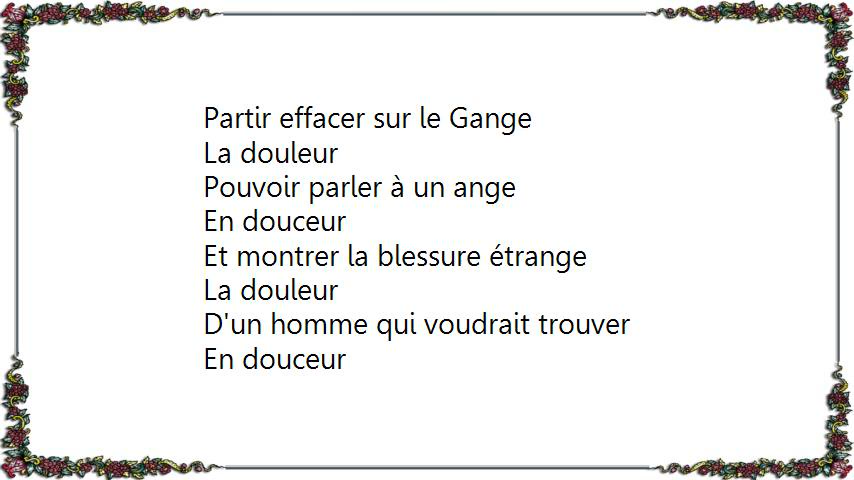 Partir effacer sur le Gange
La douleur
Pouvoir parler à un ange
En douceur
Et montrer la blessure étrange
La douleur
D'un homme qui voudrait trouver
En douceur